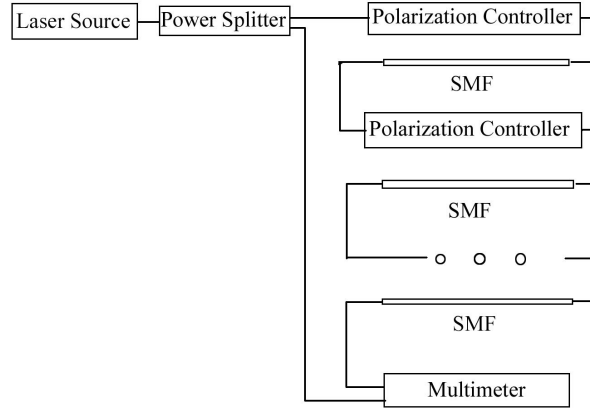 Laser Source
Power Splitter
Polarization Controller
SMF
Polarization Controller
SMF
SMF
Multimeter